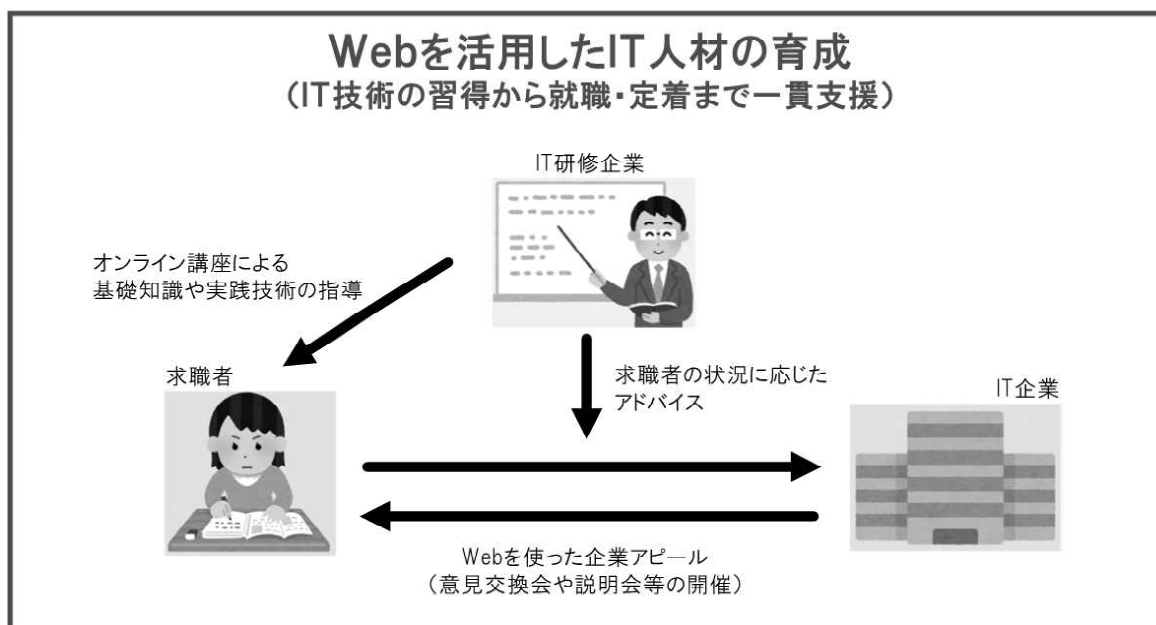 Webを活用したIT人材の育成
（IT技術の習得から就職・定着まで一貫支援）
IT研修企業
オンライン講座による
基礎知識や実践技術の指導
求職者
求職者の状況に応じた
アドバイス
IT企業
Webを使った企業アピール
（意見交換会や説明会等の開催）